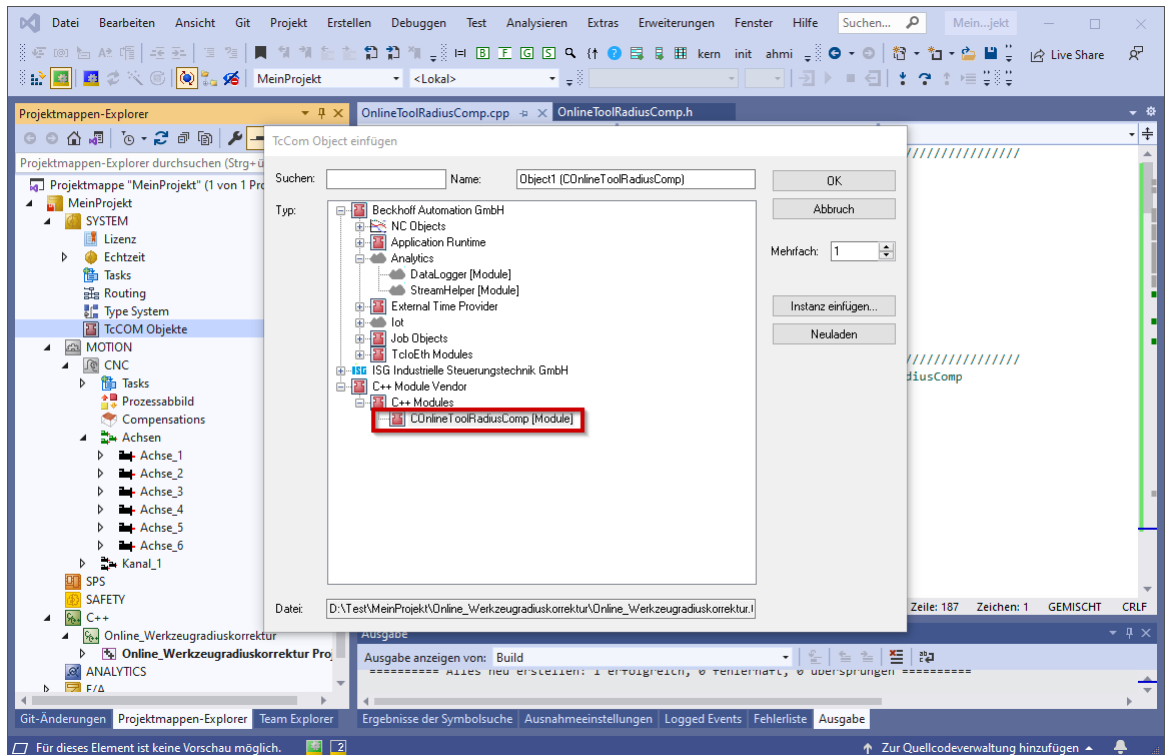 Datei Bearbeiten Ansicht Git Projekt Erstellen Debuggen Test Analysieren Extras Erweiterungen Fenster Hilfe Suchen... Mein...jekt
kern init ahmi Live Share
MeinProjekt <Lokal>
Projektmappen-Explorer
OnlineToolRadiusComp.cpp OnlineToolRadiusComp.h
Projektmappen-Explorer durchsuchen (Strg+ü
Projektmappe "MeinProjekt" (1 von 1 Pro
MeinProjekt
SYSTEM
Lizenz
Echtzeit
Tasks
Routing
Type System
TcCOM Objekte
MOTION
CNC
Tasks
Prozessabbild
Compensations
Achsen
Achse_1
Achse_2
Achse_3
Achse_4
Achse_5
Achse_6
Kanal_1
SPS
SAFETY
C++
Online_Werkzeugradiuskorrektur
Online_Werkzeugradiuskorrektur Proj
ANALYTICS
E/A
TcCom Object einfügen
Suchen: Name: Object1 (COnlineToolRadiusComp) OK
Typ: Abbruch
Mehrfach: 1
Instanz einfügen...
Neuladen
Beckhoff Automation GmbH
NC Objects
Application Runtime
Analytics
DataLogger [Module]
StreamHelper [Module]
External Time Provider
Iot
Job Objects
TcIoEth Modules
ISG ISG Industrielle Steuerungstechnik GmbH
C++ Module Vendor
C++ Modules
COnlineToolRadiusComp [Module]
Datei: D:\Test\MeinProjekt\Online_Werkzeugradiuskorrektur\Online_Werkzeugradiuskorrektur.
////////////////
////////////////
diusComp
Zeile: 187 Zeichen: 1 GEMISCHT CRLF
Ausgabe
Ausgabe anzeigen von: Build
========== Alles neu erstellen: 1 erfolgreich, 0 fehlerhaft, 0 übersprungen ==========
Git-Änderungen Projektmappen-Explorer Team Explorer
Ergebnisse der Symbolsuche Ausnahmeeinstellungen Logged Events Fehlerliste Ausgabe
Für dieses Element ist keine Vorschau möglich. 2 Zur Quellcodeverwaltung hinzufügen